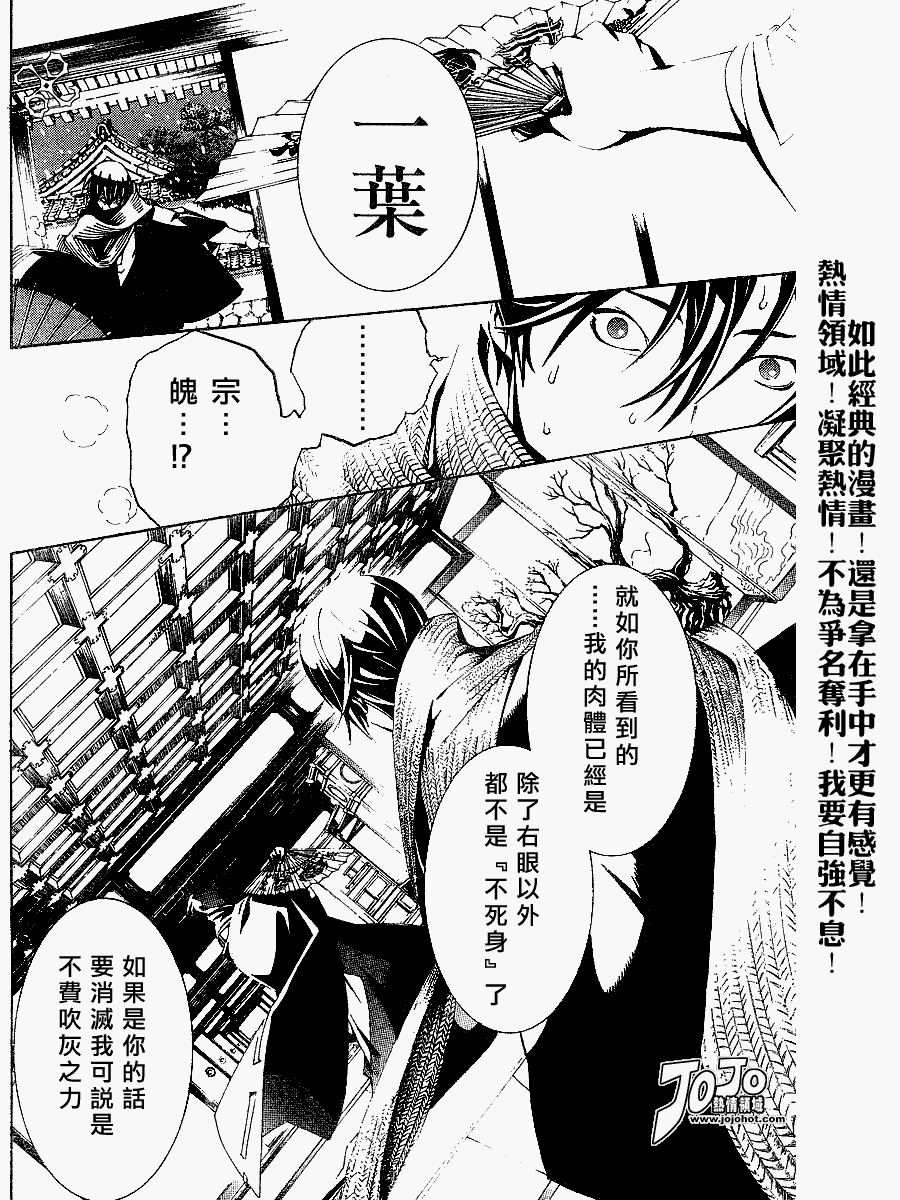 一葉
…………
宗…
魄…!?
就如你所看到的
……我的肉體已經是
除了右眼以外
都不是『不死身』了
如果是你的話
要消滅我可說是
不費吹灰之力
如此經典的漫畫！還是拿在手中才更有感覺！
熱情領域！凝聚熱情！不為爭名奪利！我要自強不息！
JOJO
熱情領域
www.jojohot.com